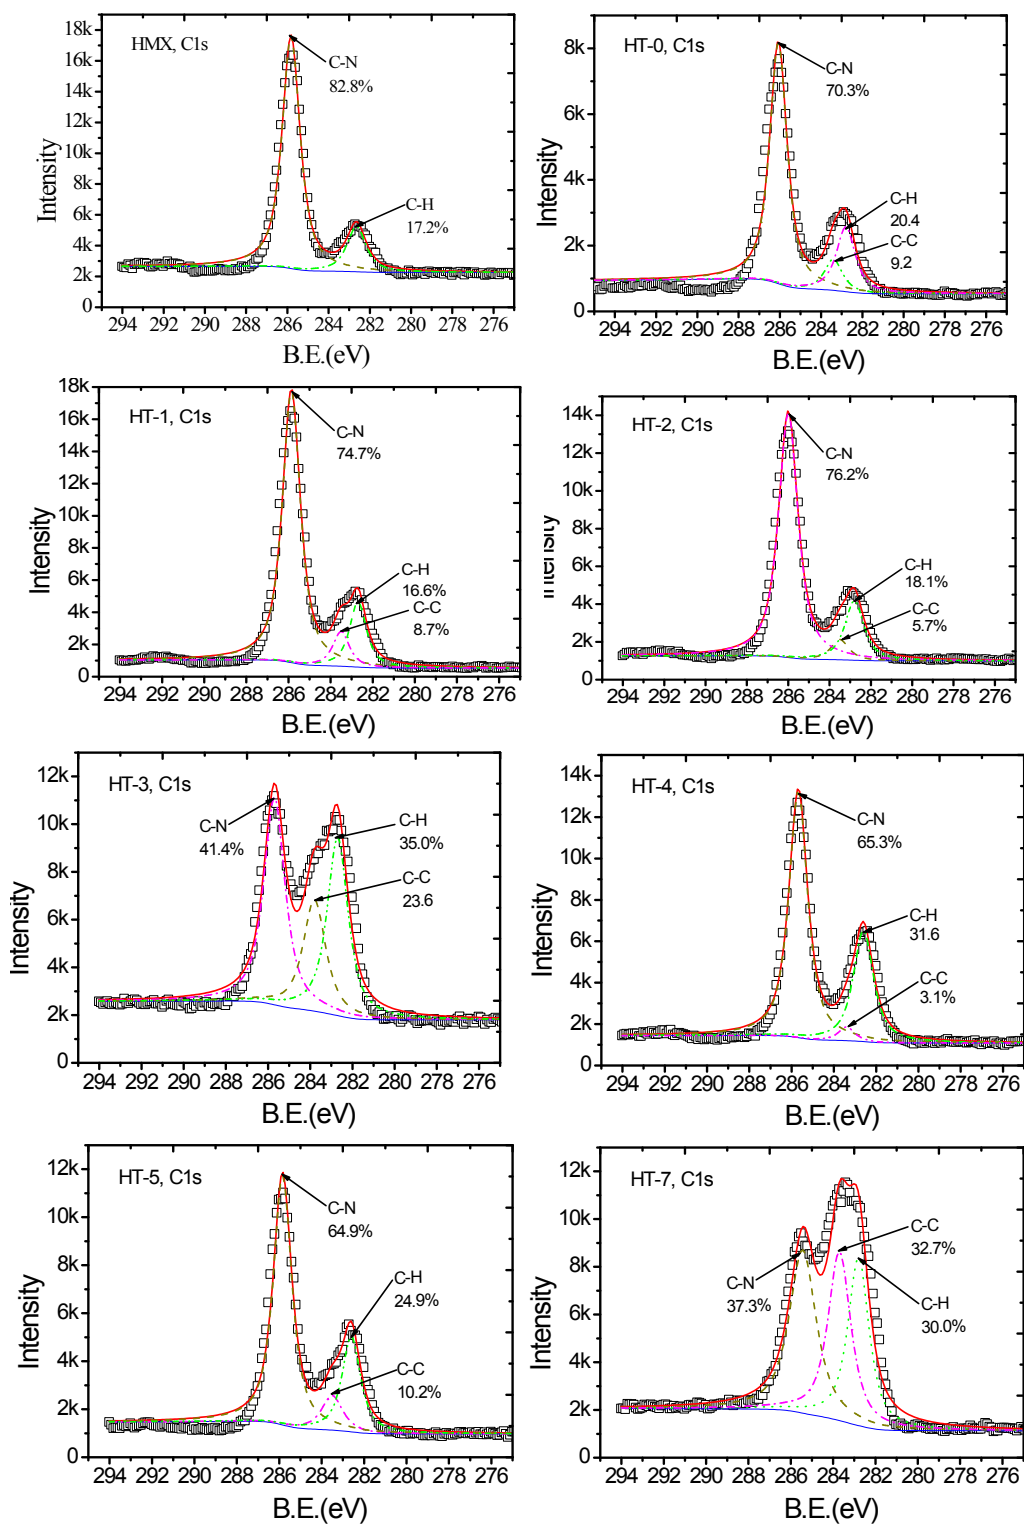 HMX, C1s
C-N
82.8%
C-H
17.2%
18k
16k
14k
12k
10k
8k
6k
4k
2k
0
Intensity
294 292 290 288 286 284 282 280 278 276
B.E.(eV)
HT-0, C1s
C-N
70.3%
C-H
20.4
C-C
9.2
8k
6k
4k
2k
0
Intensity
294 292 290 288 286 284 282 280 278 276
B.E.(eV)
HT-1, C1s
C-N
74.7%
C-H
16.6%
C-C
8.7%
18k
16k
14k
12k
10k
8k
6k
4k
2k
0
Intensity
294 292 290 288 286 284 282 280 278 276
B.E.(eV)
HT-2, C1s
C-N
76.2%
C-H
18.1%
C-C
5.7%
14k
12k
10k
8k
6k
4k
2k
0
Intensity
294 292 290 288 286 284 282 280 278 276
B.E.(eV)
HT-3, C1s
C-N
41.4%
C-H
35.0%
C-C
23.6
12k
10k
8k
6k
4k
2k
0
Intensity
294 292 290 288 286 284 282 280 278 276
B.E.(eV)
HT-4, C1s
C-N
65.3%
C-H
31.6
C-C
3.1%
14k
12k
10k
8k
6k
4k
2k
0
Intensity
294 292 290 288 286 284 282 280 278 276
B.E.(eV)
HT-5, C1s
C-N
64.9%
C-H
24.9%
C-C
10.2%
12k
10k
8k
6k
4k
2k
0
Intensity
294 292 290 288 286 284 282 280 278 276
B.E.(eV)
HT-7, C1s
C-C
32.7%
C-N
37.3%
C-H
30.0%
12k
10k
8k
6k
4k
2k
0
Intensity
294 292 290 288 286 284 282 280 278 276
B.E.(eV)